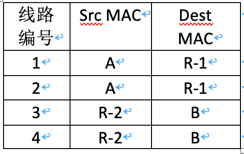 线路编号 Src MAC Dest MAC
1 A R-1
2 A R-1
3 R-2 B
4 R-2 B